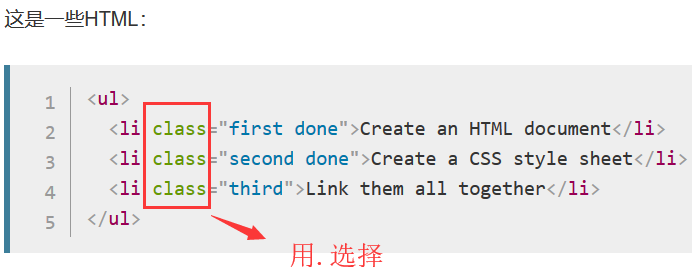 这是一些HTML：
1 <ul>
2 <li class="first done">Create an HTML document</li>
3 <li class="second done">Create a CSS style sheet</li>
4 <li class="third">Link them all together</li>
5 </ul>
用.选择